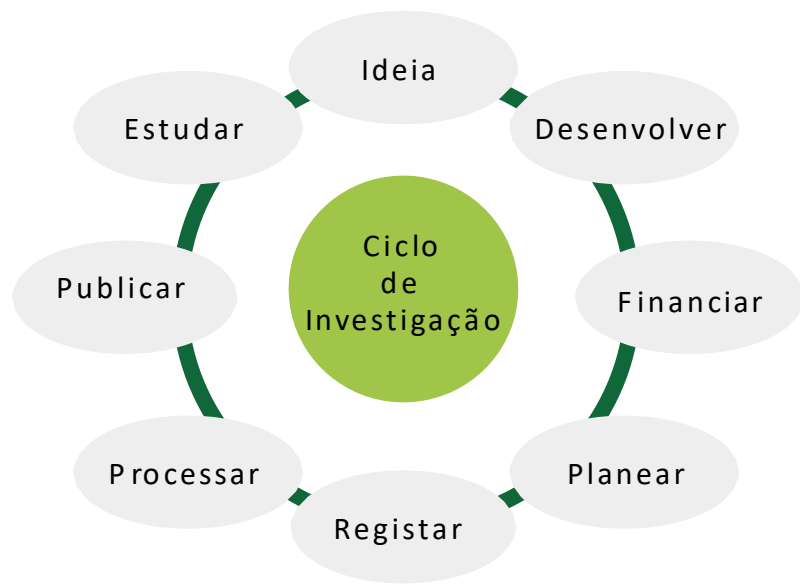 Ideia
Desenvolver
Financiar
Planear
Registar
Processar
Publicar
Estudar
Ciclo
de
Investigação